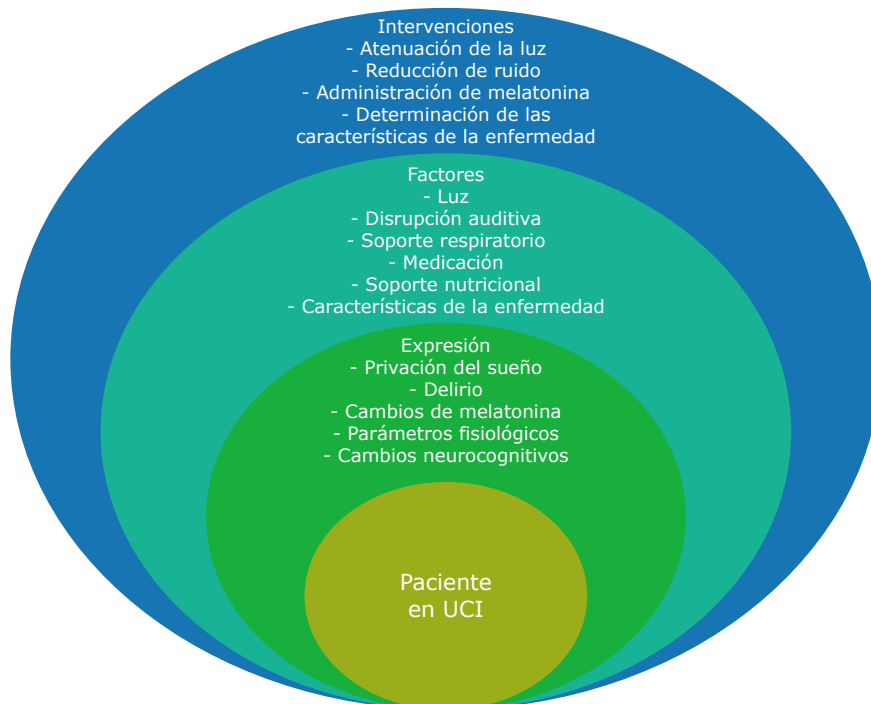 Intervenciones
- Atenuación de la luz
- Reducción de ruido
- Administración de melatonina
- Determinación de las
características de la enfermedad
Factores
- Luz
- Disrupción auditiva
- Soporte respiratorio
- Medicación
- Soporte nutricional
- Características de la enfermedad
Expresión
- Privación del sueño
- Delirio
- Cambios de melatonina
- Parámetros fisiológicos
- Cambios neurocognitivos
Paciente
en UCI